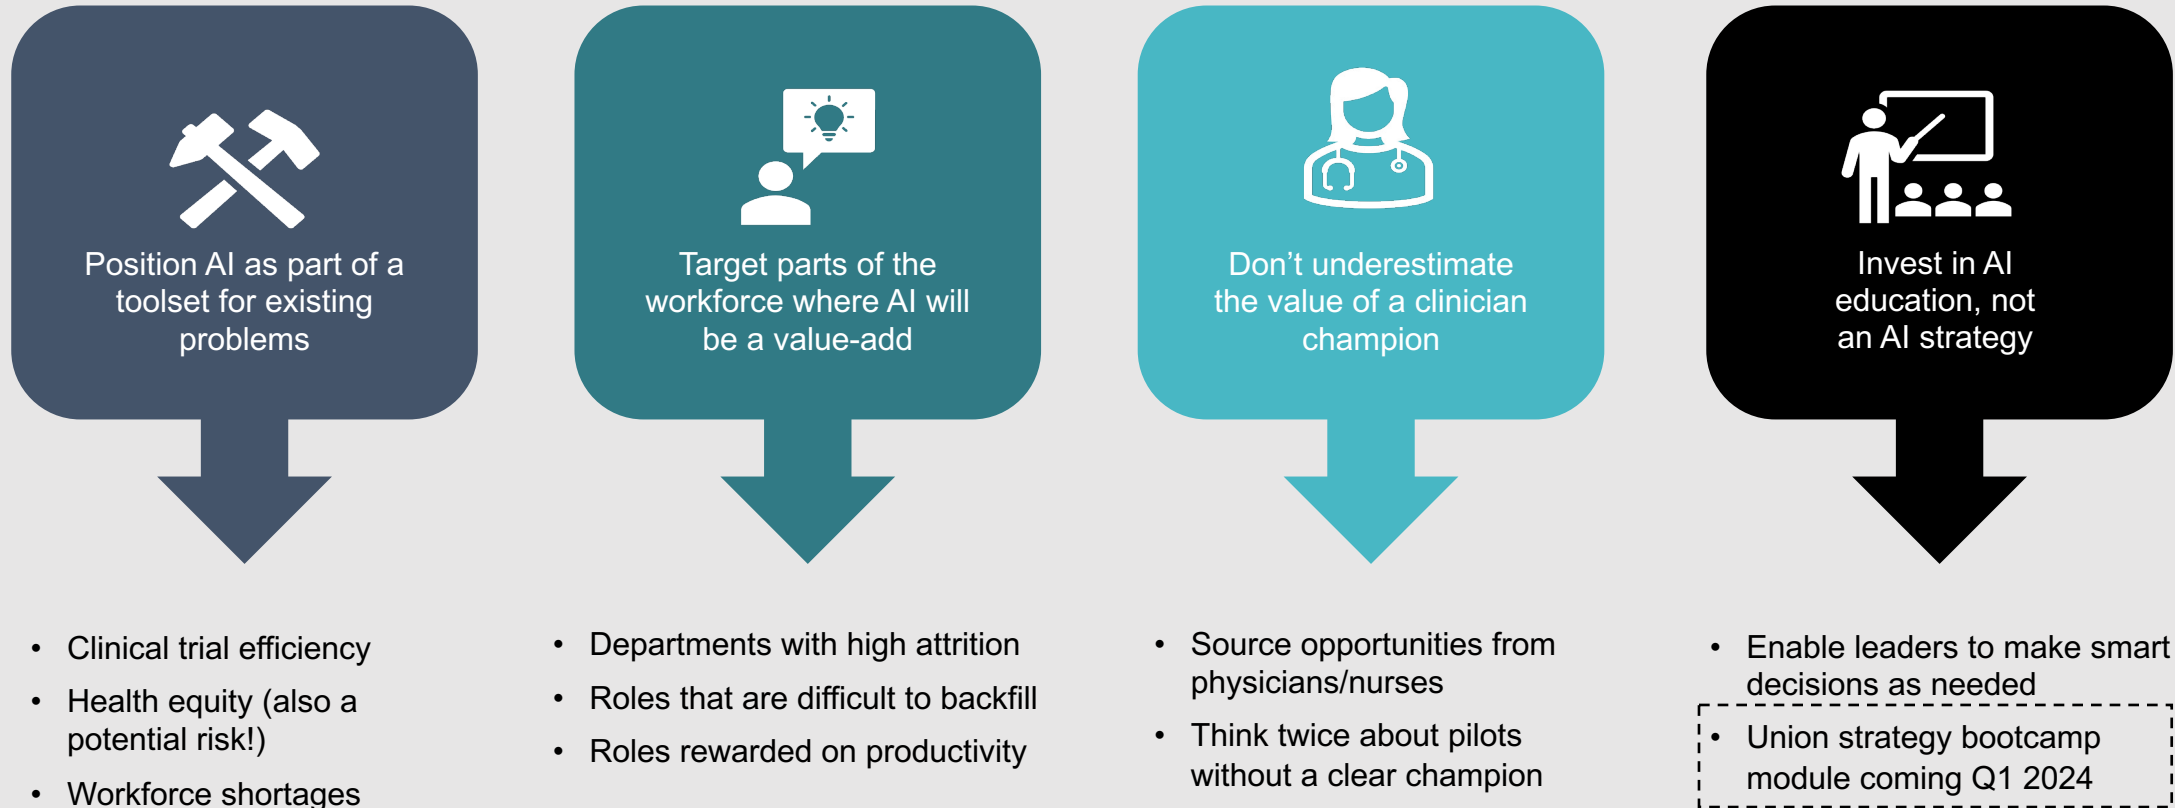 Position AI as part of a
toolset for existing
problems
Target parts of the
workforce where AI will
be a value-add
Don’t underestimate
the value of a clinician
champion
Invest in AI
education, not
an AI strategy
• Clinical trial efficiency
• Health equity (also a
potential risk!)
• Workforce shortages
• Departments with high attrition
• Roles that are difficult to backfill
• Roles rewarded on productivity
• Source opportunities from
physicians/nurses
• Think twice about pilots
without a clear champion
• Enable leaders to make smart
decisions as needed
• Union strategy bootcamp
module coming Q1 2024